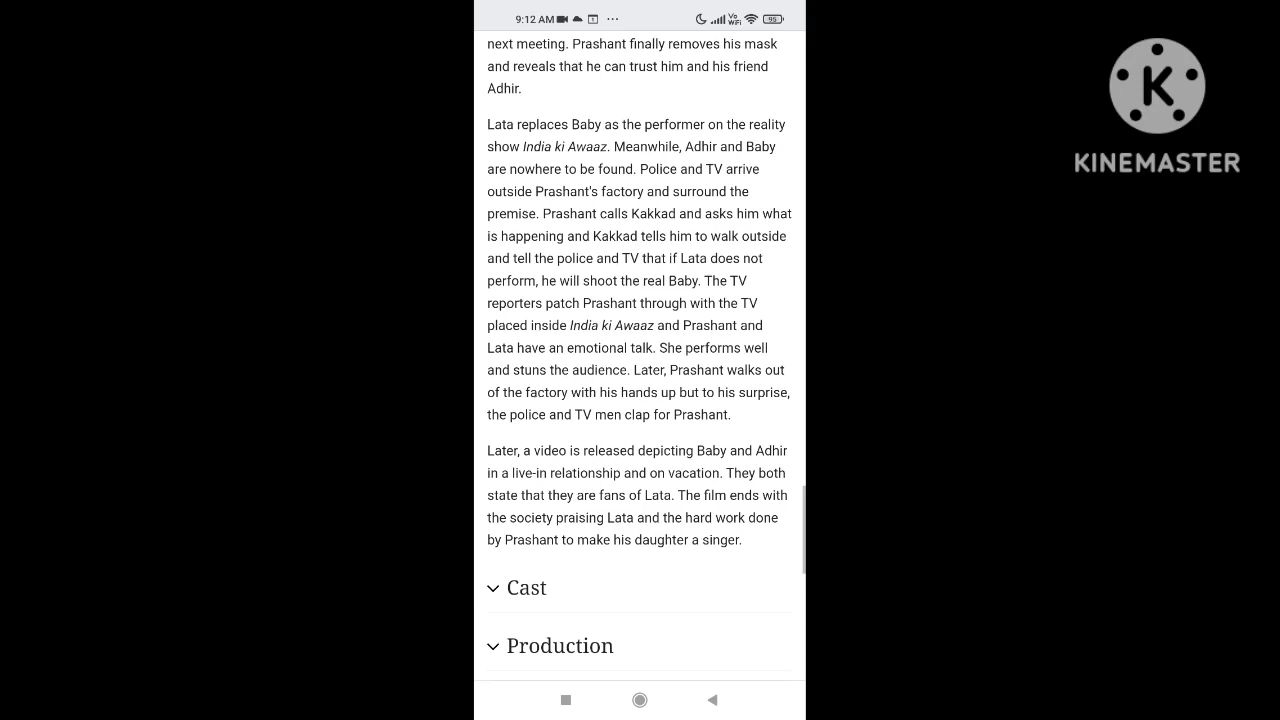 9:12 AM
Vo
WiFi
95
next meeting. Prashant finally removes his mask
and reveals that he can trust him and his friend
Adhir.
Lata replaces Baby as the performer on the reality
show India ki Awaaz. Meanwhile, Adhir and Baby
are nowhere to be found. Police and TV arrive
outside Prashant's factory and surround the
premise. Prashant calls Kakkad and asks him what
is happening and Kakkad tells him to walk outside
and tell the police and TV that if Lata does not
perform, he will shoot the real Baby. The TV
reporters patch Prashant through with the TV
placed inside India ki Awaaz and Prashant and
Lata have an emotional talk. She performs well
and stuns the audience. Later, Prashant walks out
of the factory with his hands up but to his surprise,
the police and TV men clap for Prashant.
Later, a video is released depicting Baby and Adhir
in a live-in relationship and on vacation. They both
state that they are fans of Lata. The film ends with
the society praising Lata and the hard work done
by Prashant to make his daughter a singer.
Cast
Production
K
KINEMASTER